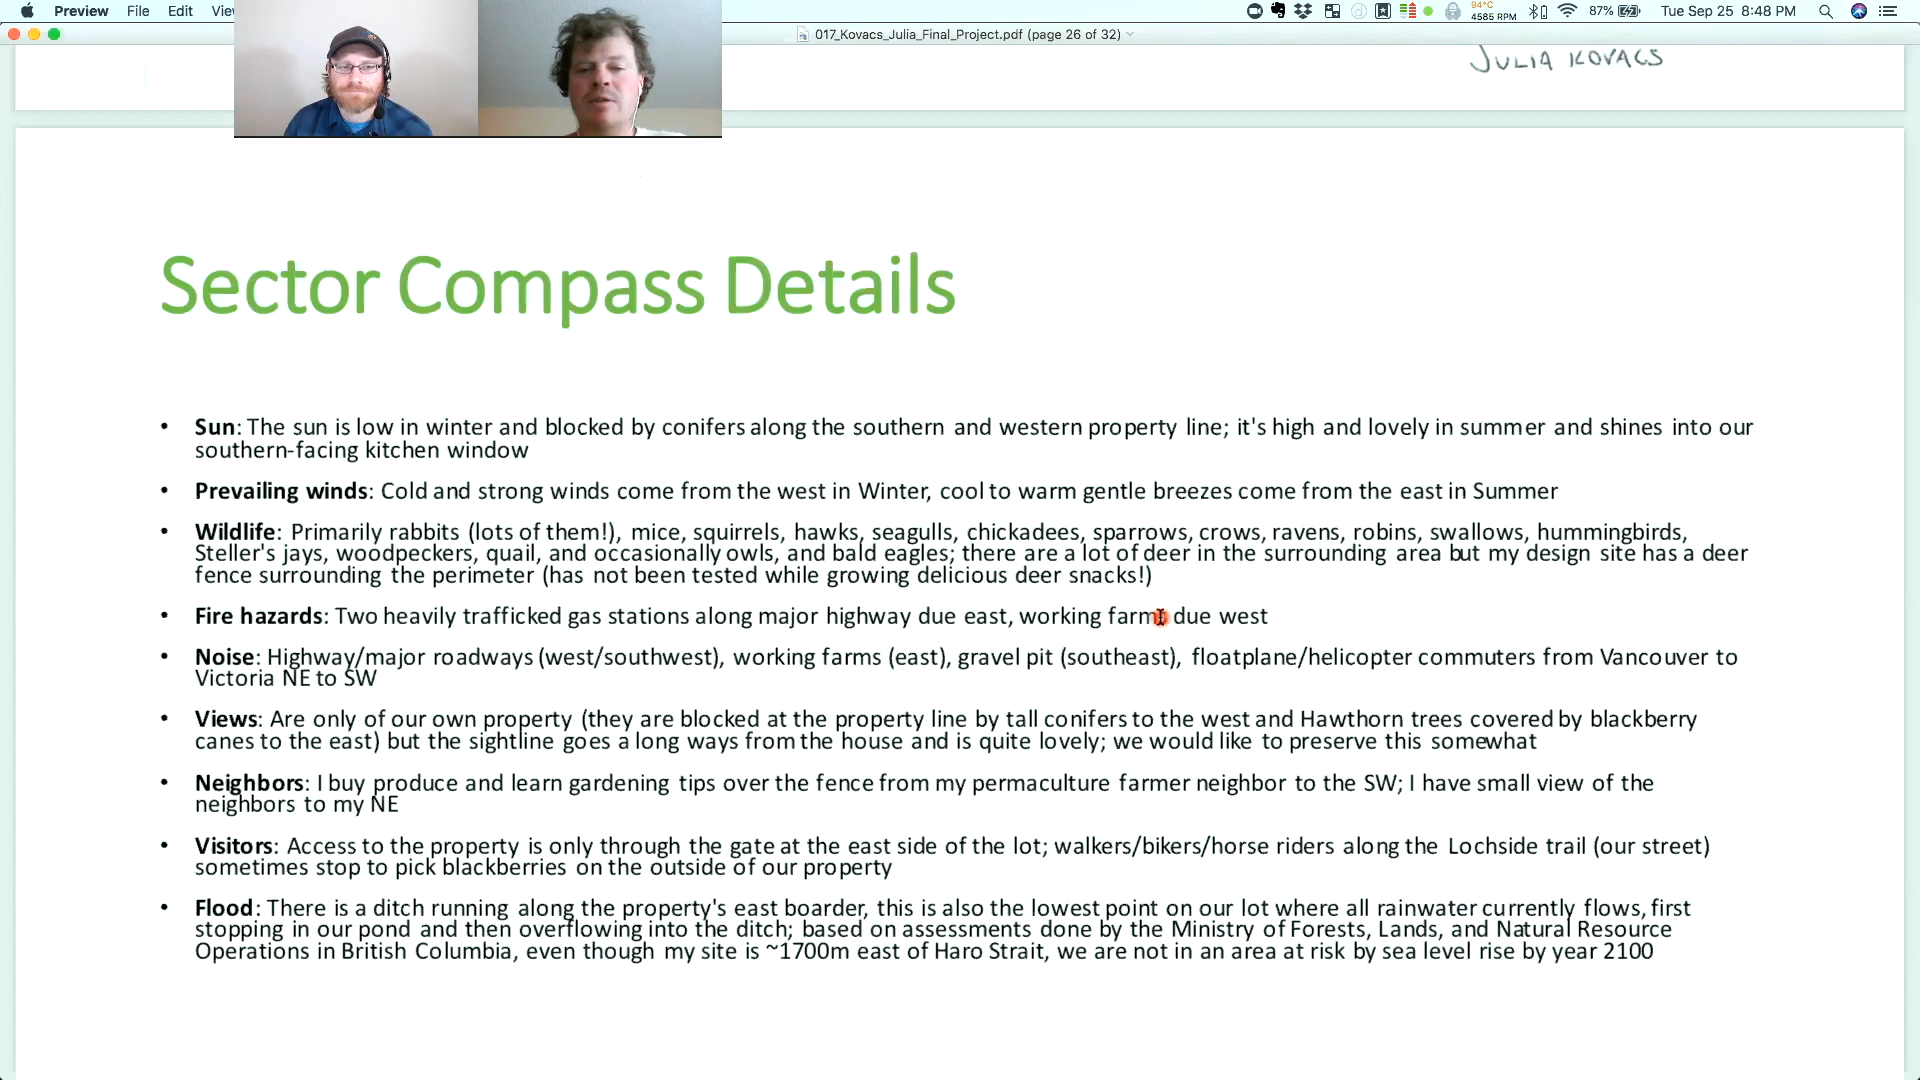 Preview File Edit Vie 94°C 4585 RPM 87% Tue Sep 25 8:48 PM
017_Kovacs_Julia_Final_Project.pdf (page 26 of 32)
JULIA KOVACS
Sector Compass Details
• Sun: The sun is low in winter and blocked by conifers along the southern and western property line; it's high and lovely in summer and shines into our
southern-facing kitchen window
• Prevailing winds: Cold and strong winds come from the west in Winter, cool to warm gentle breezes come from the east in Summer
• Wildlife: Primarily rabbits (lots of them!), mice, squirrels, hawks, seagulls, chickadees, sparrows, crows, ravens, robins, swallows, hummingbirds,
Steller's jays, woodpeckers, quail, and occasionally owls, and bald eagles; there are a lot of deer in the surrounding area but my design site has a deer
fence surrounding the perimeter (has not been tested while growing delicious deer snacks!)
• Fire hazards: Two heavily trafficked gas stations along major highway due east, working farms due west
• Noise: Highway/major roadways (west/southwest), working farms (east), gravel pit (southeast), floatplane/helicopter commuters from Vancouver to
Victoria NE to SW
• Views: Are only of our own property (they are blocked at the property line by tall conifers to the west and Hawthorn trees covered by blackberry
canes to the east) but the sightline goes a long ways from the house and is quite lovely; we would like to preserve this somewhat
• Neighbors: I buy produce and learn gardening tips over the fence from my permaculture farmer neighbor to the SW; I have small view of the
neighbors to my NE
• Visitors: Access to the property is only through the gate at the east side of the lot; walkers/bikers/horse riders along the Lochside trail (our street)
sometimes stop to pick blackberries on the outside of our property
• Flood: There is a ditch running along the property's east boarder, this is also the lowest point on our lot where all rainwater currently flows, first
stopping in our pond and then overflowing into the ditch; based on assessments done by the Ministry of Forests, Lands, and Natural Resource
Operations in British Columbia, even though my site is ~1700m east of Haro Strait, we are not in an area at risk by sea level rise by year 2100